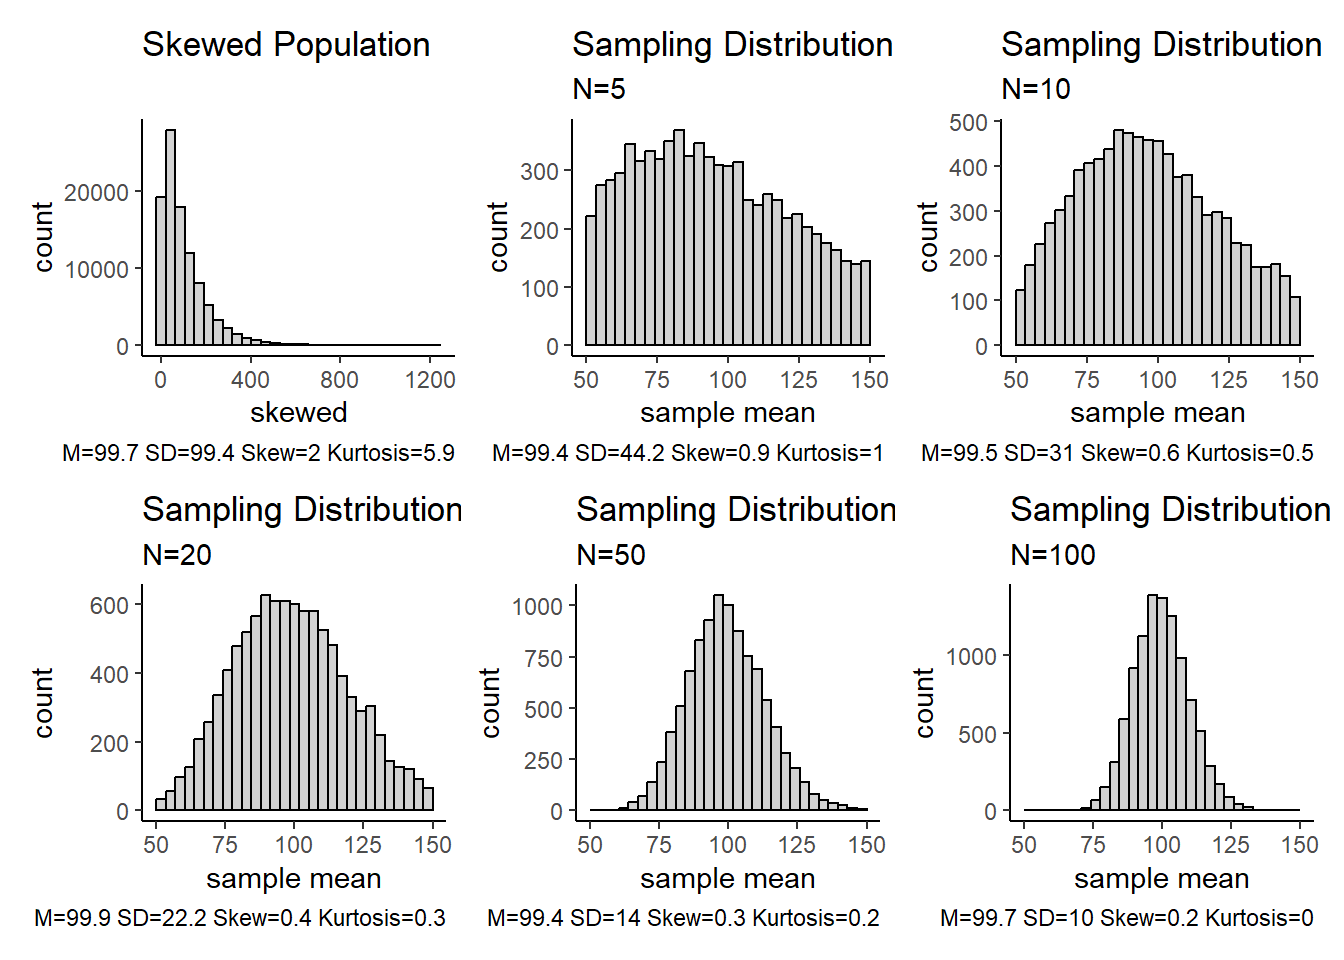 Skewed Population
count
20000
10000
0
0 400 800 1200
skewed
M=99.7 SD=99.4 Skew=2 Kurtosis=5.9
Sampling Distribution
N=5
count
300
200
100
0
50 75 100 125 150
sample mean
M=99.4 SD=44.2 Skew=0.9 Kurtosis=1
Sampling Distribution
N=10
count
500
400
300
200
100
0
50 75 100 125 150
sample mean
M=99.5 SD=31 Skew=0.6 Kurtosis=0.5
Sampling Distribution
N=20
count
600
400
200
0
50 75 100 125 150
sample mean
M=99.9 SD=22.2 Skew=0.4 Kurtosis=0.3
Sampling Distribution
N=50
count
1000
750
500
250
0
50 75 100 125 150
sample mean
M=99.4 SD=14 Skew=0.3 Kurtosis=0.2
Sampling Distribution
N=100
count
1000
500
0
50 75 100 125 150
sample mean
M=99.7 SD=10 Skew=0.2 Kurtosis=0